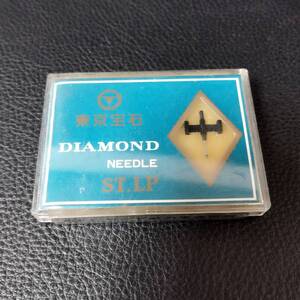 東京宝石
DIAMOND
NEEDLE
ST.LP